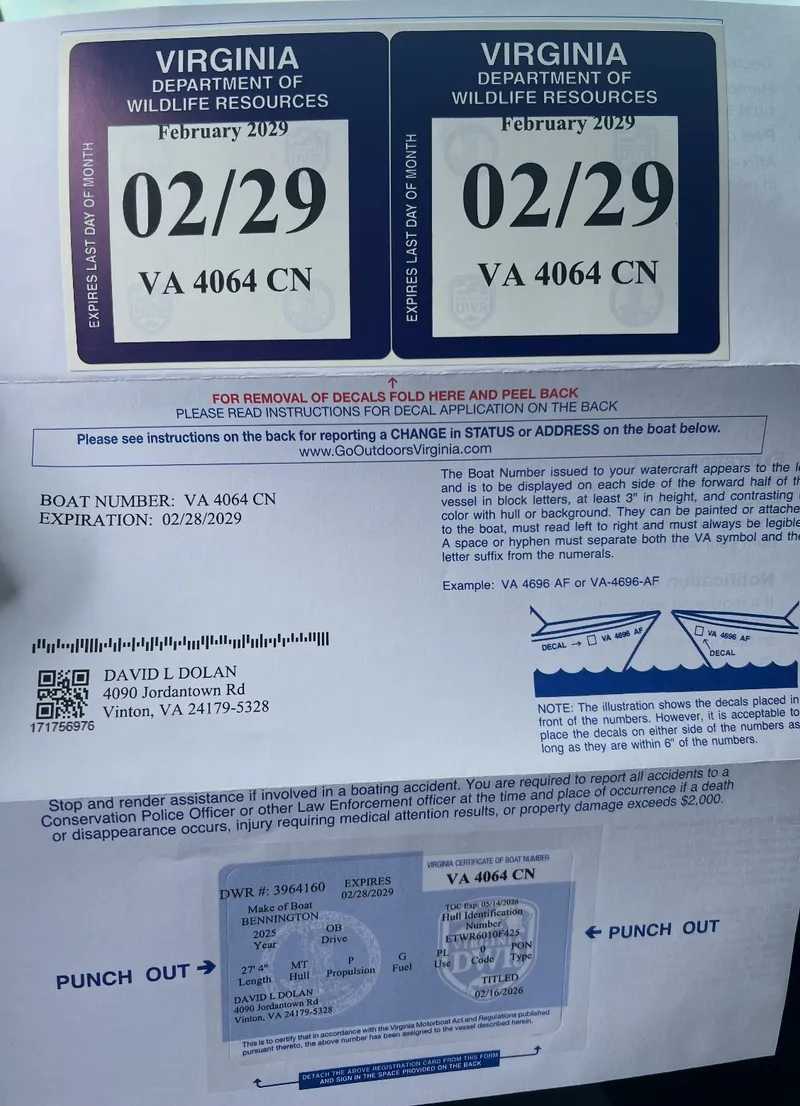 VIRGINIA
DEPARTMENT OF
WILDLIFE RESOURCES
EXPIRES LAST DAY OF MONTH
February 2029
02/29
VA 4064 CN
VIRGINIA
DEPARTMENT OF
WILDLIFE RESOURCES
EXPIRES LAST DAY OF MONTH
February 2029
02/29
VA 4064 CN
FOR REMOVAL OF DECALS FOLD HERE AND PEEL BACK
PLEASE READ INSTRUCTIONS FOR DECAL APPLICATION ON THE BACK
Please see instructions on the back for reporting a CHANGE in STATUS or ADDRESS on the boat below.
www.GoOutdoorsVirginia.com
BOAT NUMBER: VA 4064 CN
EXPIRATION: 02/28/2029
The Boat Number issued to your watercraft appears to the
and is to be displayed on each side of the forward half of
vessel in block letters, at least 3" in height, and contrasting
color with hull or background. They can be painted or
to the boat, must read left to right and must always be
A space or hyphen must separate both the VA symbol and
letter suffix from the numerals.
Example: VA 4696 AF or VA-4696-AF
DECAL → VA 4696 AF
VA 4696 AF
DECAL
NOTE: The illustration shows the decals placed in
front of the numbers. However, it is acceptable to
place the decals on either side of the numbers as
long as they are within 6" of the numbers.
DAVID L DOLAN
4090 Jordantown Rd
Vinton, VA 24179-5328
171756976
Stop and render assistance if involved in a boating accident. You are required to report all accidents to a
Conservation Police Officer or other Law Enforcement officer at the time and place of occurrence if a death
or disappearance occurs, injury requiring medical attention results, or property damage exceeds $2,000.
PUNCH OUT →
← PUNCH OUT
DWR #: 3964160
EXPIRES
02/28/2029
Make of Boat
BENNINGTON
2025
Year
OB
Drive
27' 4"
Length
MT
Hull
P
Propulsion
G
Fuel
DAVID L DOLAN
4090 Jordantown Rd
Vinton, VA 24179-5328
VIRGINIA CERTIFICATE OF BOAT NUMBER
VA 4064 CN
TOC Exp: 05/14/2026
Hull Identification
Number
ETWR6010F425
PL
Use
0
Code
PON
Type
TITLED
02/16/2026
This is to certify that in accordance with the Virginia Motorboat Act and Regulations published
pursuant thereto, the above number has been assigned to the vessel described herein.
DETACH THE ABOVE REGISTRATION CARD FROM THIS FORM
AND SIGN IN THE SPACE PROVIDED ON THE BACK